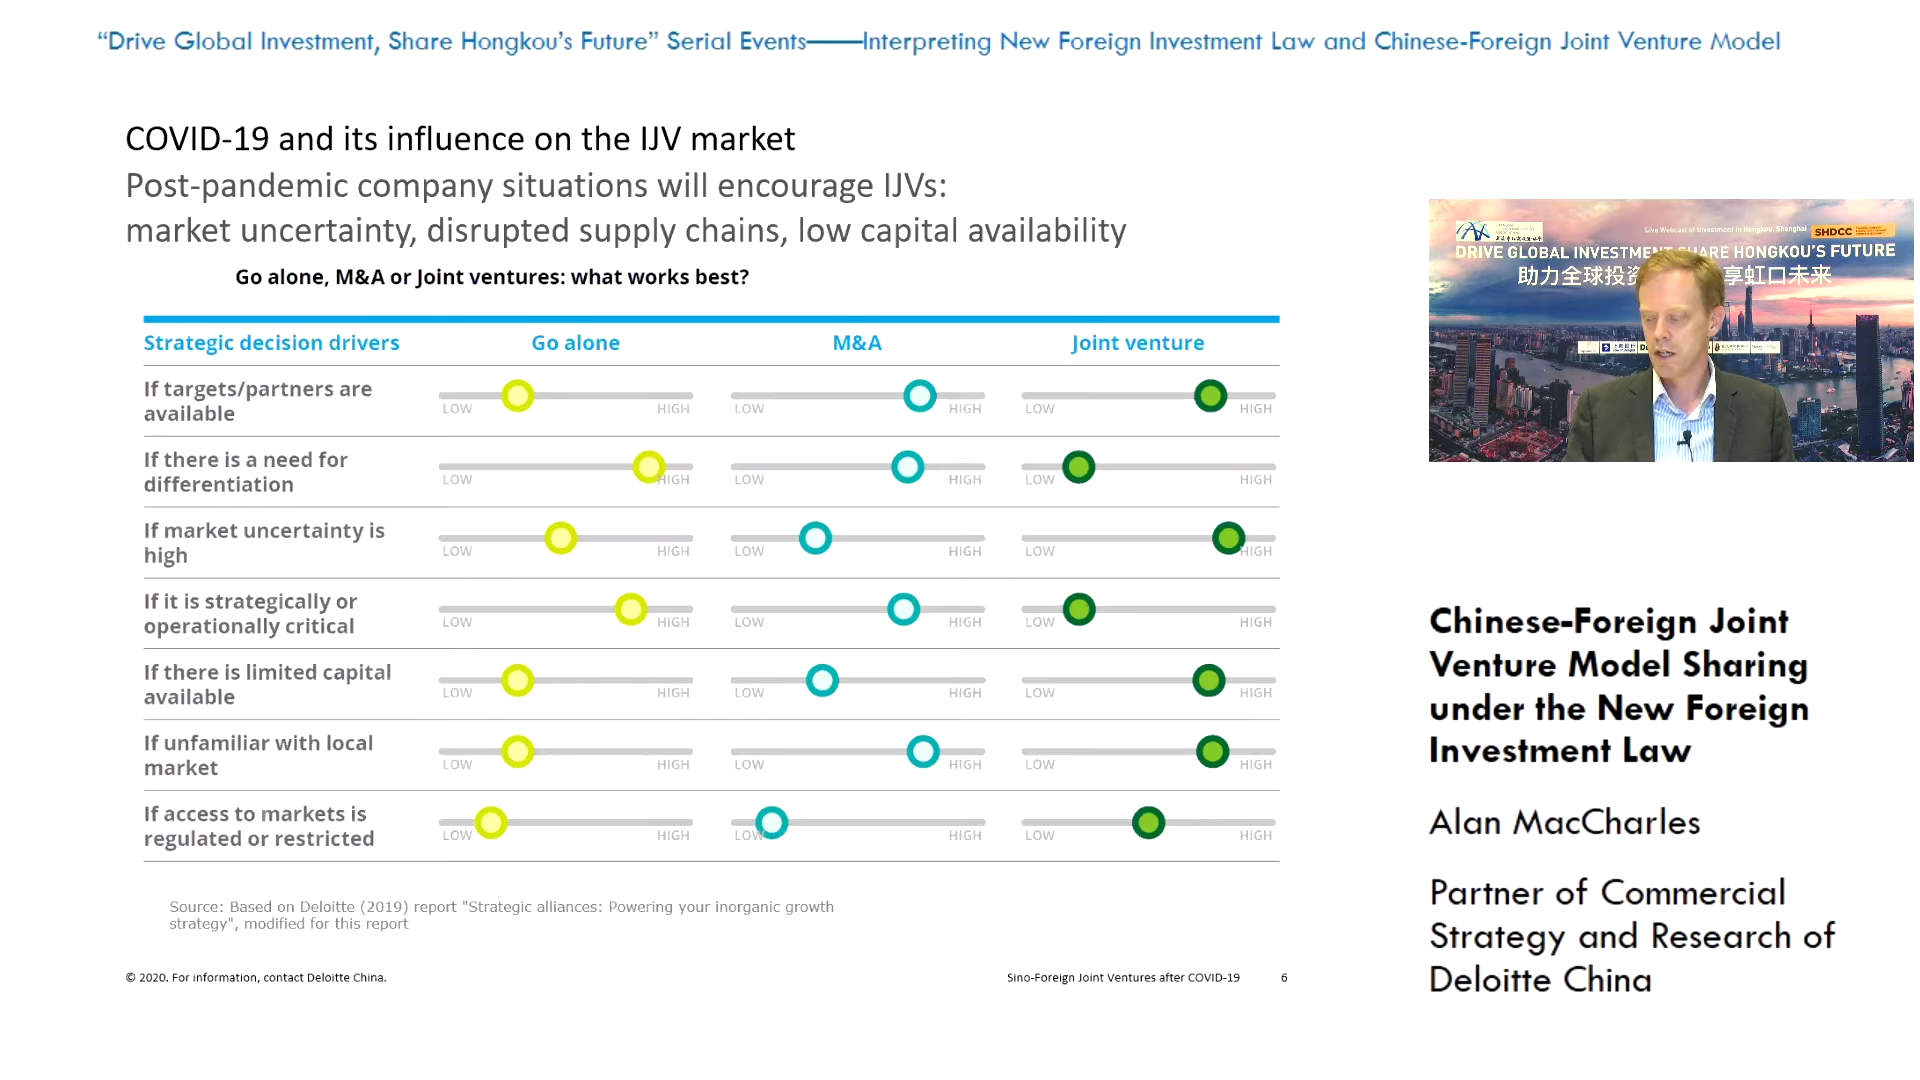 “Drive Global Investment, Share Hongkou’s Future” Serial Events——Interpreting New Foreign Investment Law and Chinese-Foreign Joint Venture Model
COVID-19 and its influence on the IJV market
Post-pandemic company situations will encourage IJVs:
market uncertainty, disrupted supply chains, low capital availability
Go alone, M&A or Joint ventures: what works best?
Strategic decision drivers Go alone M&A Joint venture
If targets/partners are
available
LOW HIGH LOW HIGH LOW HIGH
If there is a need for
differentiation
LOW HIGH LOW HIGH LOW HIGH
If market uncertainty is
high
LOW HIGH LOW HIGH LOW HIGH
If it is strategically or
operationally critical
LOW HIGH LOW HIGH LOW HIGH
If there is limited capital
available
LOW HIGH LOW HIGH LOW HIGH
If unfamiliar with local
market
LOW HIGH LOW HIGH LOW HIGH
If access to markets is
regulated or restricted
LOW HIGH LOW HIGH LOW HIGH
Source: Based on Deloitte (2019) report "Strategic alliances: Powering your inorganic growth
strategy", modified for this report
© 2020. For information, contact Deloitte China.
Sino-Foreign Joint Ventures after COVID-19 6
Live Webcast of Investment in Hongkou, Shanghai
SHDCC
DRIVE GLOBAL INVESTMENT SHARE HONGKOU'S FUTURE
助力全球投资 享虹口未来
Chinese-Foreign Joint
Venture Model Sharing
under the New Foreign
Investment Law
Alan MacCharles
Partner of Commercial
Strategy and Research of
Deloitte China